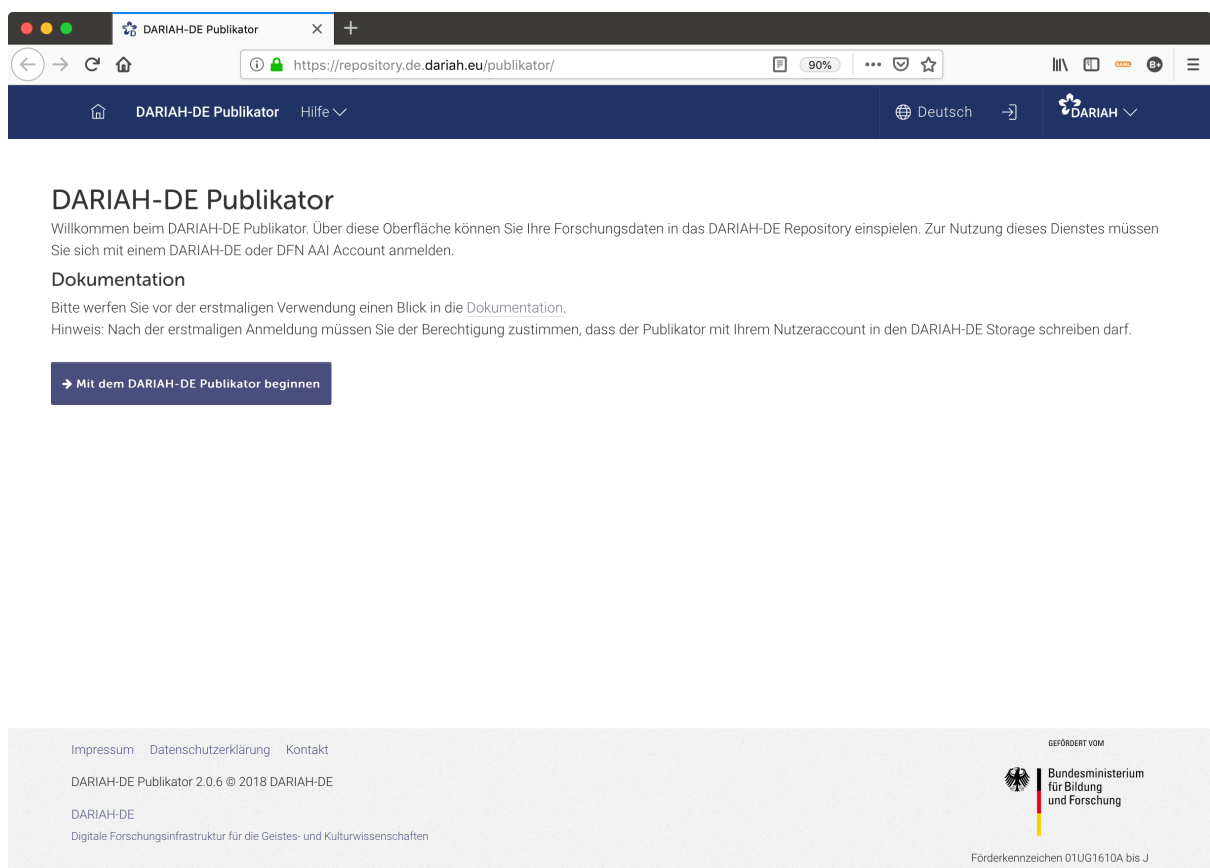 DARIAH-DE Publikator
https://repository.de.dariah.eu/publikator/
90%
DARIAH-DE Publikator Hilfe
Deutsch
DARIAH
DARIAH-DE Publikator
Willkommen beim DARIAH-DE Publikator. Über diese Oberfläche können Sie Ihre Forschungsdaten in das DARIAH-DE Repository einspielen. Zur Nutzung dieses Dienstes müssen
Sie sich mit einem DARIAH-DE oder DFN AAI Account anmelden.
Dokumentation
Bitte werfen Sie vor der erstmaligen Verwendung einen Blick in die Dokumentation.
Hinweis: Nach der erstmaligen Anmeldung müssen Sie der Berechtigung zustimmen, dass der Publikator mit Ihrem Nutzeraccount in den DARIAH-DE Storage schreiben darf.
Mit dem DARIAH-DE Publikator beginnen
Impressum Datenschutzerklärung Kontakt
DARIAH-DE Publikator 2.0.6 © 2018 DARIAH-DE
DARIAH-DE
Digitale Forschungsinfrastruktur für die Geistes- und Kulturwissenschaften
GEFÖRDERT VOM
Bundesministerium
für Bildung
und Forschung
Förderkennzeichen 01UG1610A bis J